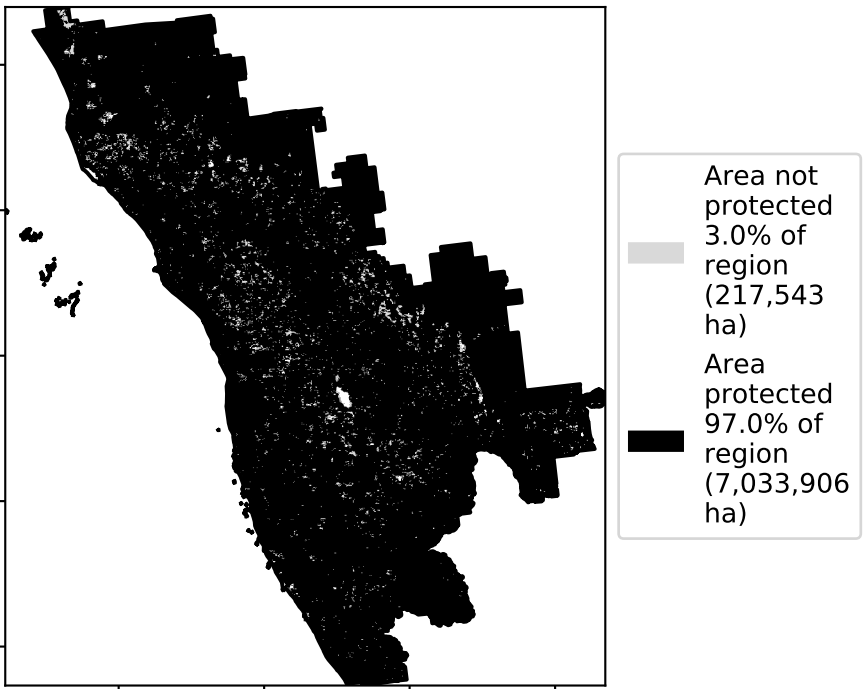 Area not
protected
3.0% of
region
(217,543
ha)
Area
protected
97.0% of
region
(7,033,906
ha)